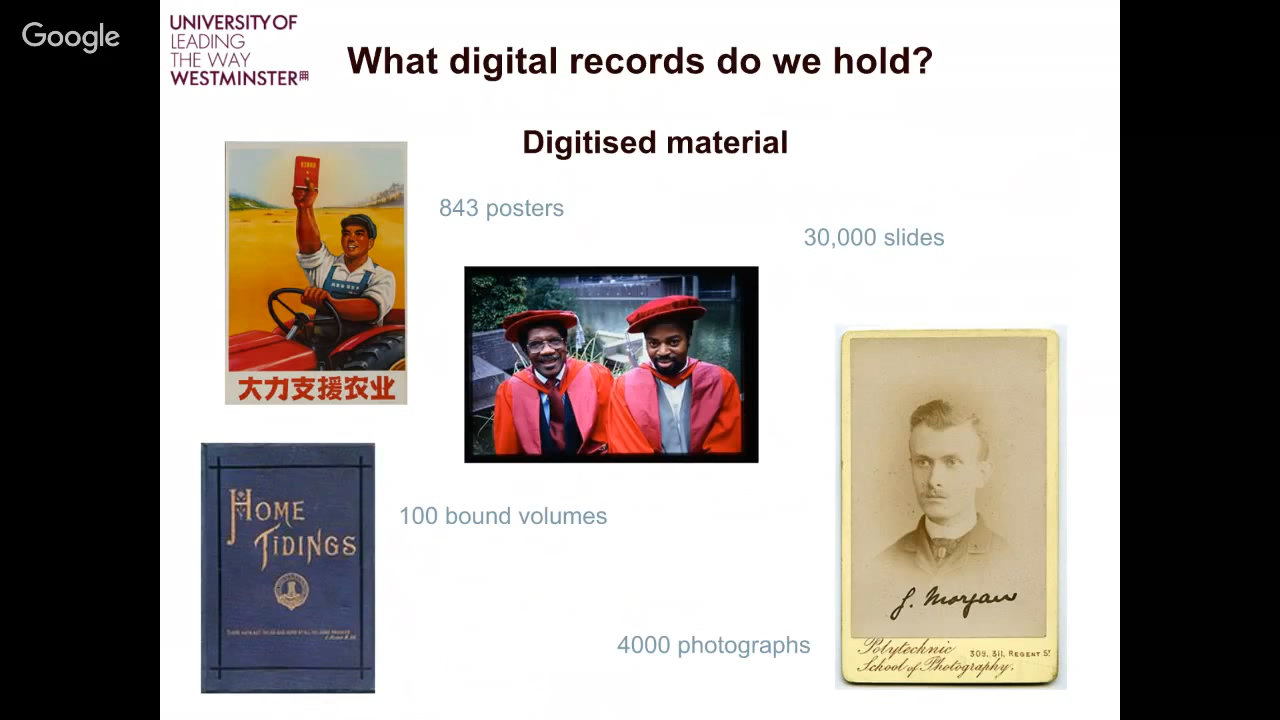 Google
UNIVERSITY OF
LEADING
THE WAY
WESTMINSTER
What digital records do we hold?
Digitised material
843 posters
30,000 slides
大力支援农业
HOME
TIDINGS
100 bound volumes
J. Morgan
4000 photographs
Polytechnic 309, 311, REGENT ST
School of Photography.